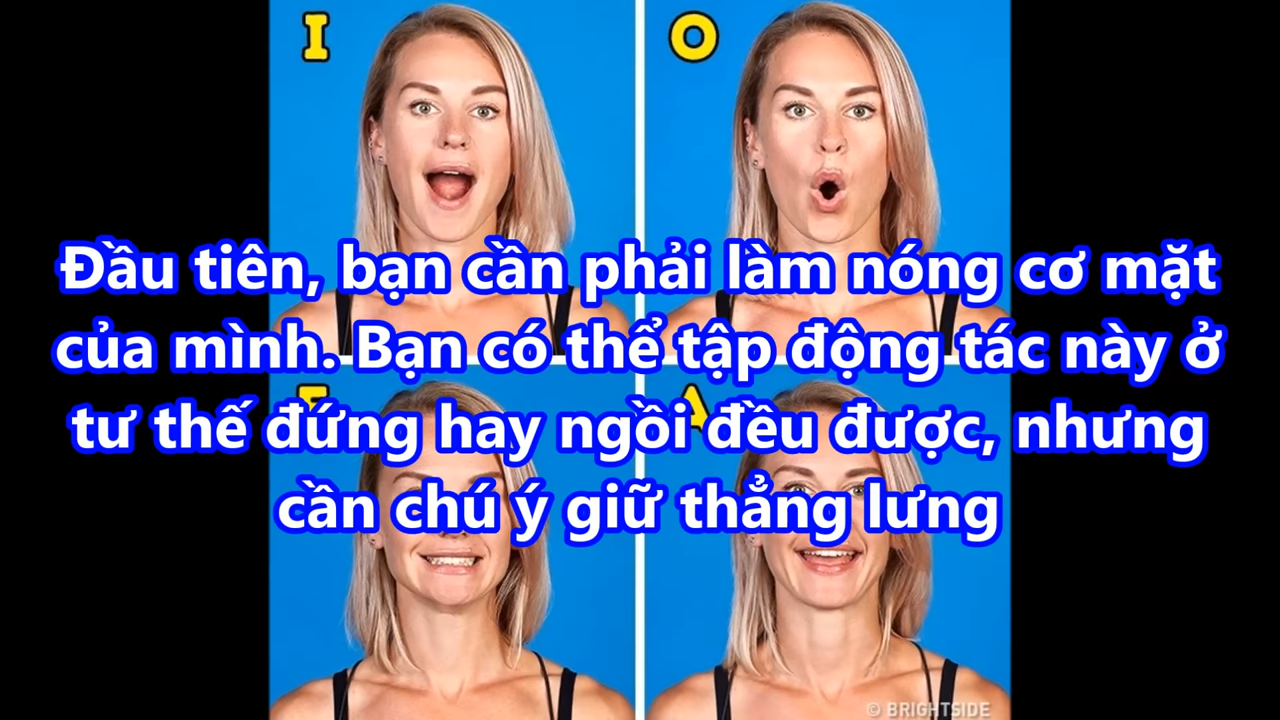 I
O
Đầu tiên, bạn cần phải làm nóng cơ mặt
của mình. Bạn có thể tập động tác này ở
tư thế đứng hay ngồi đều được, nhưng
cần chú ý giữ thẳng lưng
A
© BRIGHTSIDE